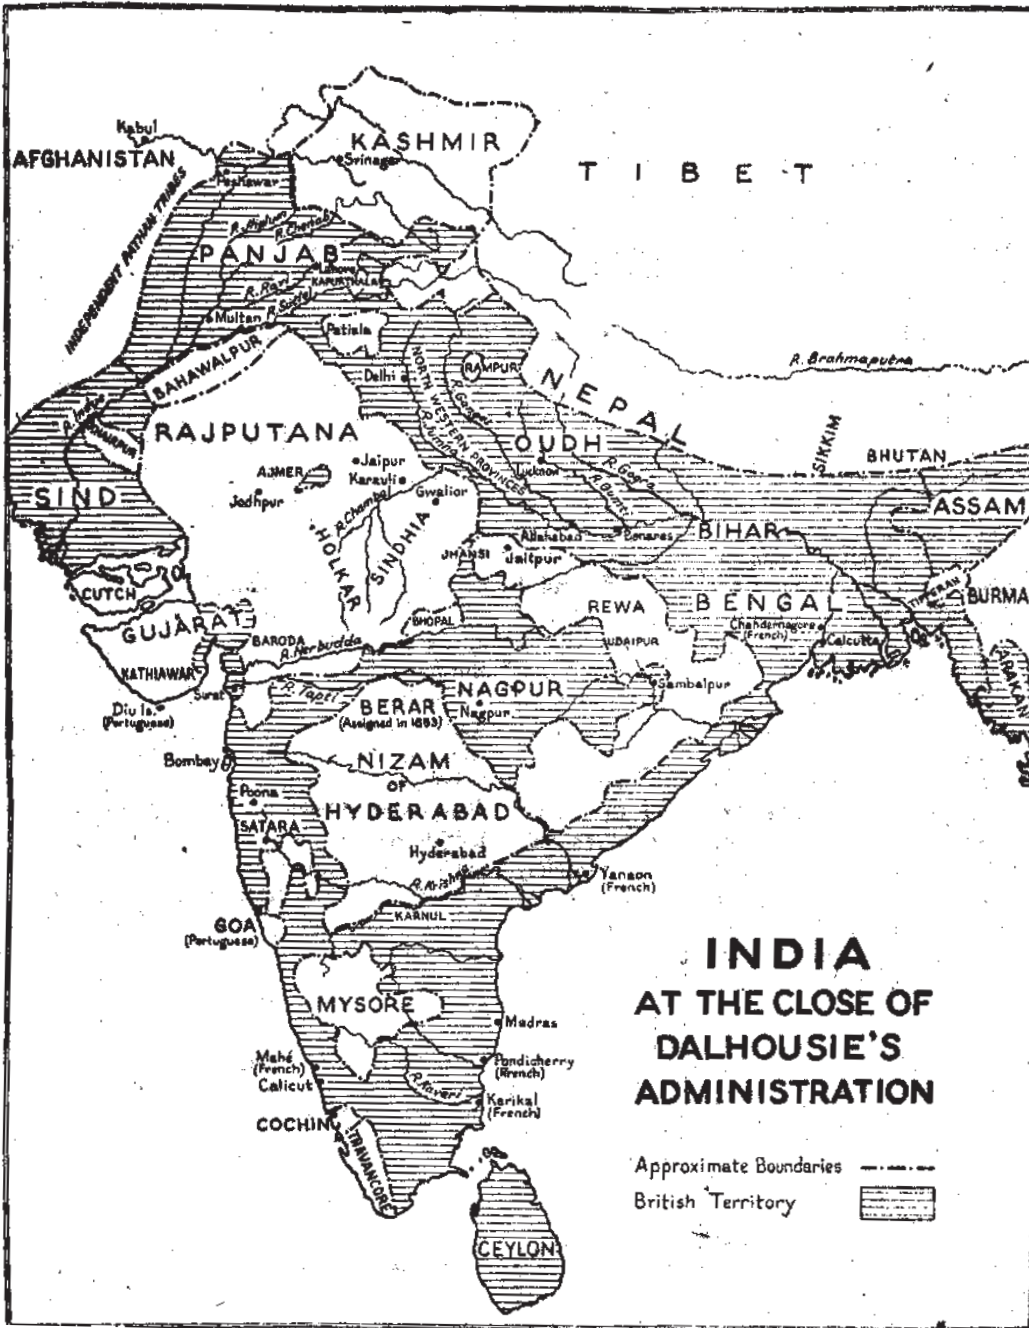 Kabul
AFGHANISTAN
KASHMIR
Srinagar
TIBET
Peshawar
INDEPENDENT PATHAN TRIBES
R. Jhelum
R. Chenab
PANJAB
Lahore
KAPURTHALA
R. Ravi
R. Sutlej
Multan
Patiala
BAHAWALPUR
Delhi
NORTH WESTERN PROVINCES
RAMPUR
R. Ganges
R. Jumna
NEPAL
R. Brahmaputra
R. Indus
KHAIRPUR
RAJPUTANA
OUDH
Lucknow
R. Gogra
R. Gumti
SIKKIM
BHUTAN
ASSAM
SIND
AJMER
Jaipur
Karauli
Jodhpur
R. Chambal
Gwalior
HOLKAR
SINDHIA
JHANSI
Jaitpur
Allahabad
Benares
BIHAR
CUTCH
GUJARAT
BARODA
R. Nerbudda
BHOPAL
REWA
UDAIPUR
BENGAL
Chandernagore
(French)
Calcutta
TIPPERAH
BURMA
ARAKAN
KATHIAWAR
Surat
R. Tapti
Diu Is.
(Portuguese)
NAGPUR
Nagpur
Sambalpur
BERAR
(Assigned in 1853)
Bombay
NIZAM
OF
HYDERABAD
Hyderabad
Poona
SATARA
R. Krishna
Yanaon
(French)
GOA
(Portuguese)
KARNUL
MYSORE
Madras
Mahé
(French)
Calicut
Pondicherry
(French)
R. Kaveri
Karikal
(French)
COCHIN
TRAVANCORE
CEYLON
INDIA
AT THE CLOSE OF
DALHOUSIE'S
ADMINISTRATION
Approximate Boundaries
British Territory